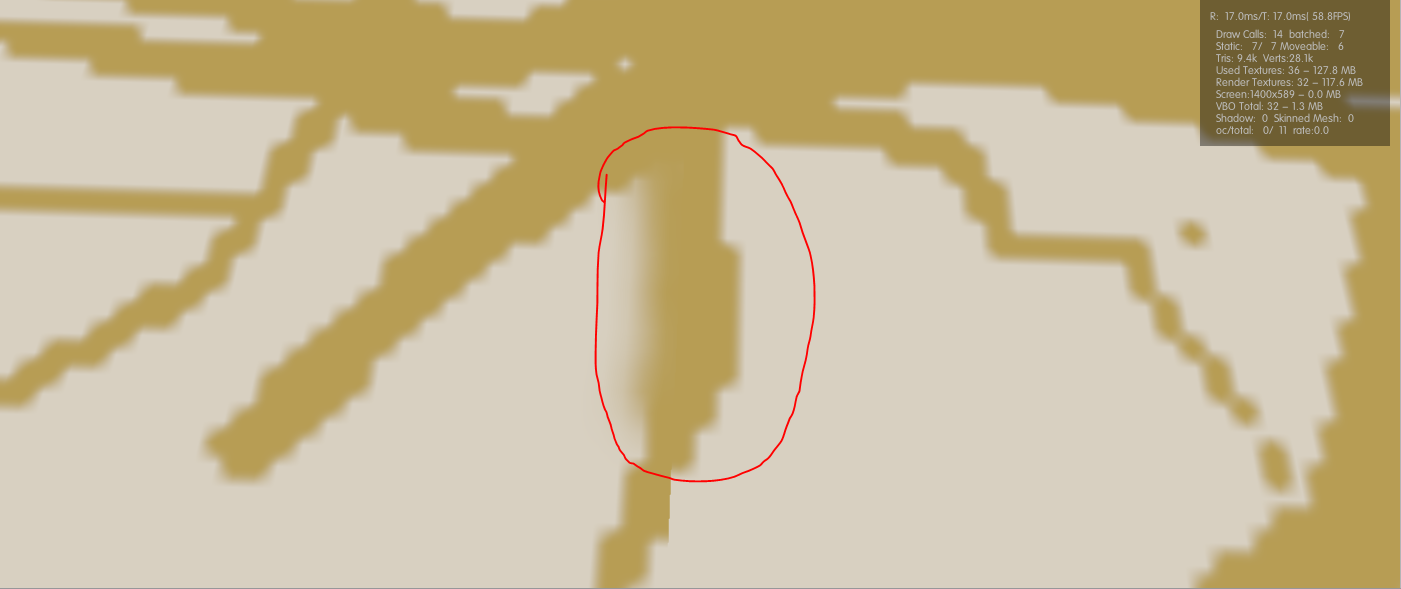 R: 17.0ms/T: 17.0ms( 58.8FPS)
Draw Calls: 14 batched: 7
Static: 7/ 7 Moveable: 6
Tris: 9.4k Verts:28.1k
Used Textures: 36 – 127.8 MB
Render Textures: 32 – 117.6 MB
Screen:1400x589 – 0.0 MB
VBO Total: 32 – 1.3 MB
Shadow: 0 Skinned Mesh: 0
oc/total: 0/ 11 rate:0.0